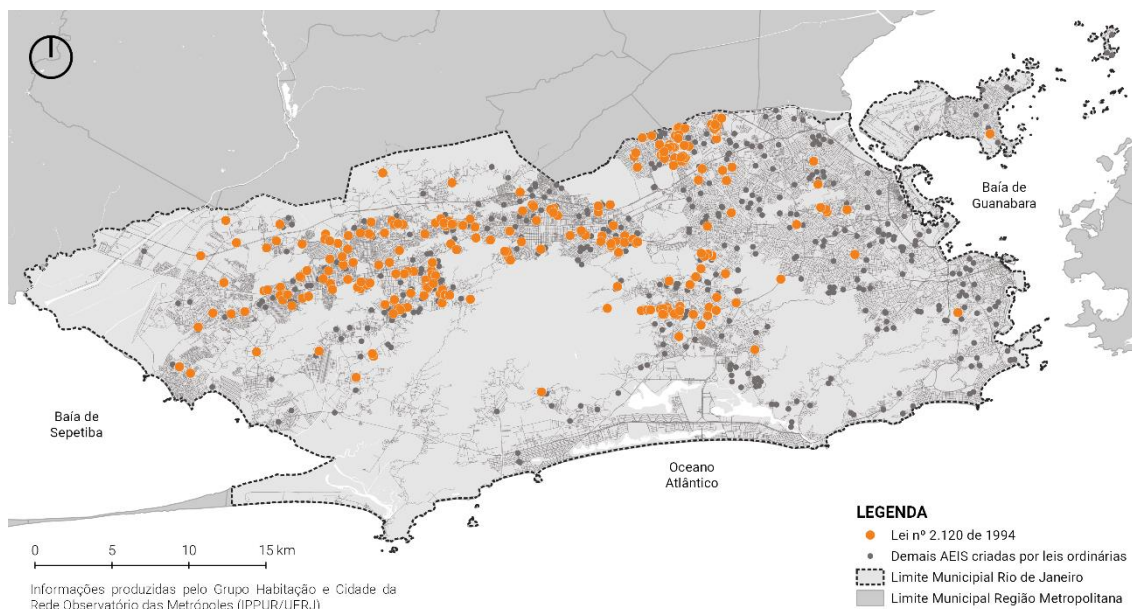 Baía de
Guanabara
Baía de
Sepetiba
Oceano
Atlântico
LEGENDA
Lei nº 2.120 de 1994
Demais AEIS criadas por leis ordinárias
Limite Municipal Rio de Janeiro
Limite Municipal Região Metropolitana
0 5 10 15 km
Informações produzidas pelo Grupo Habitação e Cidade da
Rede Observatório das Metrópoles (IPPUR/UFRJ)